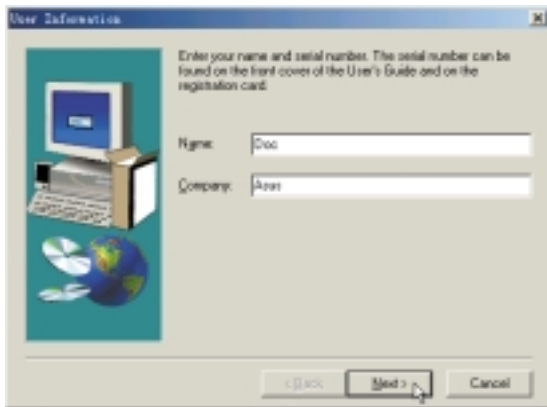 User Information
Enter your name and serial number. The serial number can be
found on the front cover of the User's Guide and on the
registration card.
Name:
Doc
Company:
Asus
< Back
Next >
Cancel